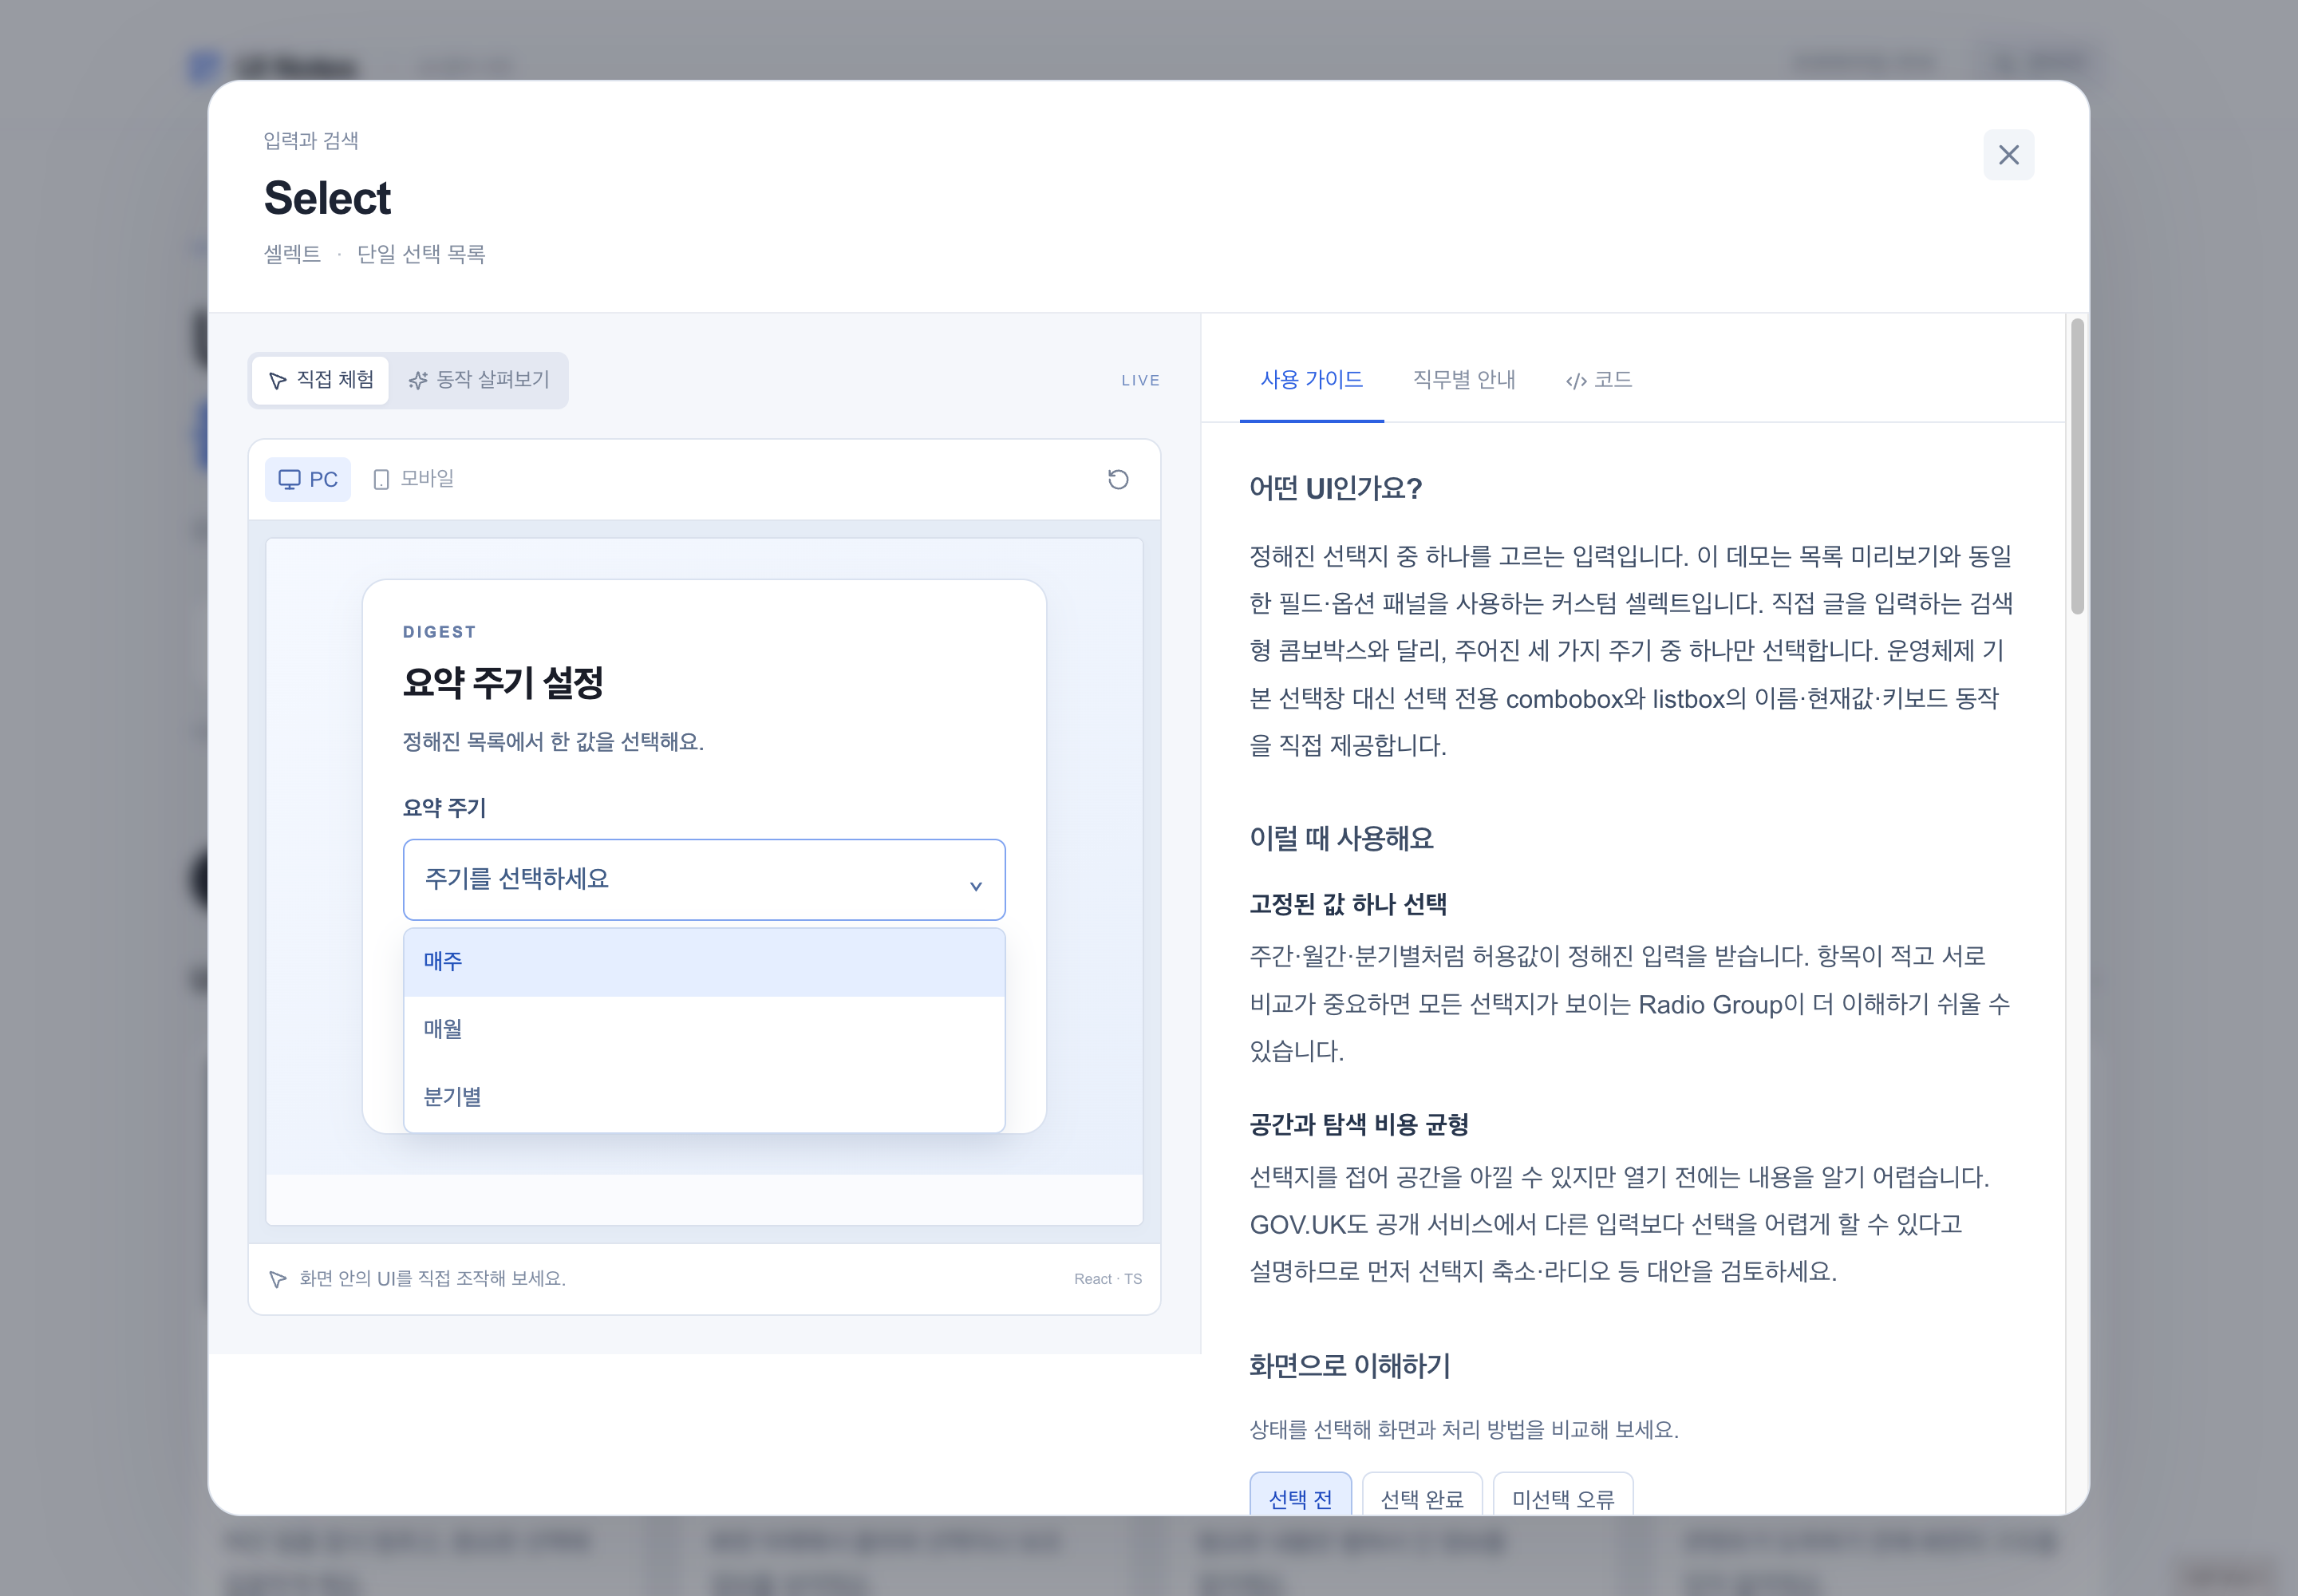 입력과 검색
Select
셀렉트 · 단일 선택 목록
직접 체험
동작 살펴보기
LIVE
PC
모바일
DIGEST
요약 주기 설정
정해진 목록에서 한 값을 선택해요.
요약 주기
주기를 선택하세요
매주
매월
분기별
화면 안의 UI를 직접 조작해 보세요.
React · TS
사용 가이드
직무별 안내
코드
어떤 UI인가요?
정해진 선택지 중 하나를 고르는 입력입니다. 이 데모는 목록 미리보기와 동일
한 필드·옵션 패널을 사용하는 커스텀 셀렉트입니다. 직접 글을 입력하는 검색
형 콤보박스와 달리, 주어진 세 가지 주기 중 하나만 선택합니다. 운영체제 기
본 선택창 대신 선택 전용 combobox와 listbox의 이름·현재값·키보드 동작
을 직접 제공합니다.
이럴 때 사용해요
고정된 값 하나 선택
주간·월간·분기별처럼 허용값이 정해진 입력을 받습니다. 항목이 적고 서로
비교가 중요하면 모든 선택지가 보이는 Radio Group이 더 이해하기 쉬울 수
있습니다.
공간과 탐색 비용 균형
선택지를 접어 공간을 아낄 수 있지만 열기 전에는 내용을 알기 어렵습니다.
GOV.UK도 공개 서비스에서 다른 입력보다 선택을 어렵게 할 수 있다고
설명하므로 먼저 선택지 축소·라디오 등 대안을 검토하세요.
화면으로 이해하기
상태를 선택해 화면과 처리 방법을 비교해 보세요.
선택 전
선택 완료
미선택 오류